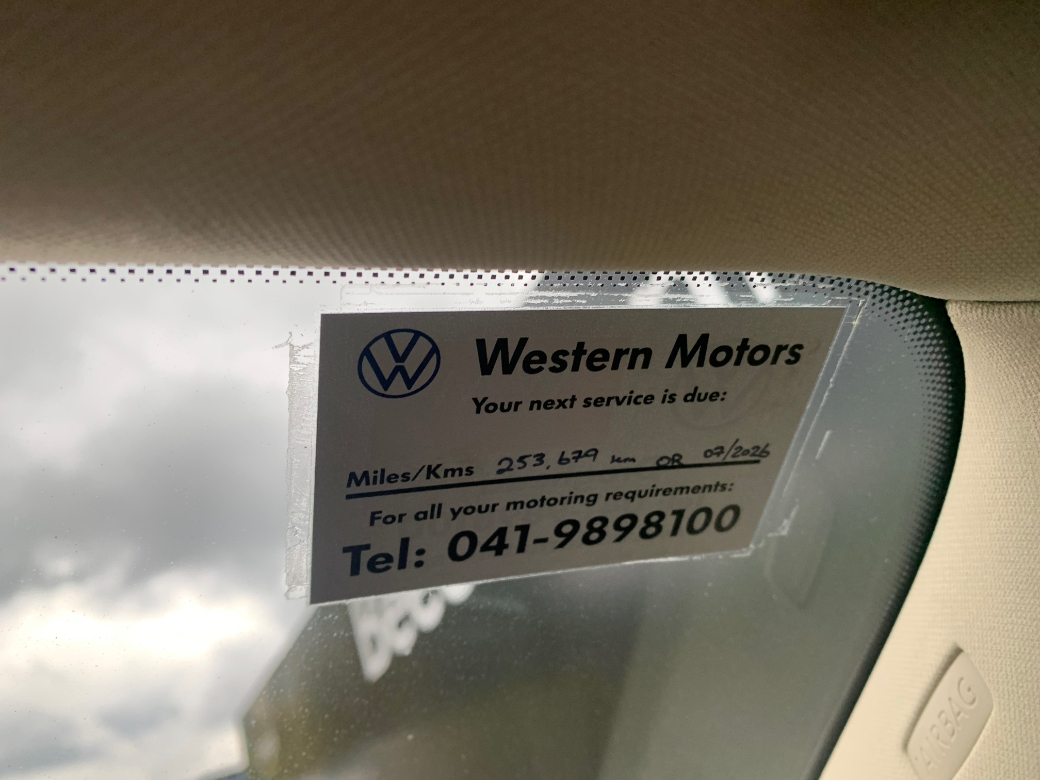 Western Motors
Your next service is due:
Miles/Kms 253,679 km OR 07/2026
For all your motoring requirements:
Tel: 041-9898100
AIRBAG